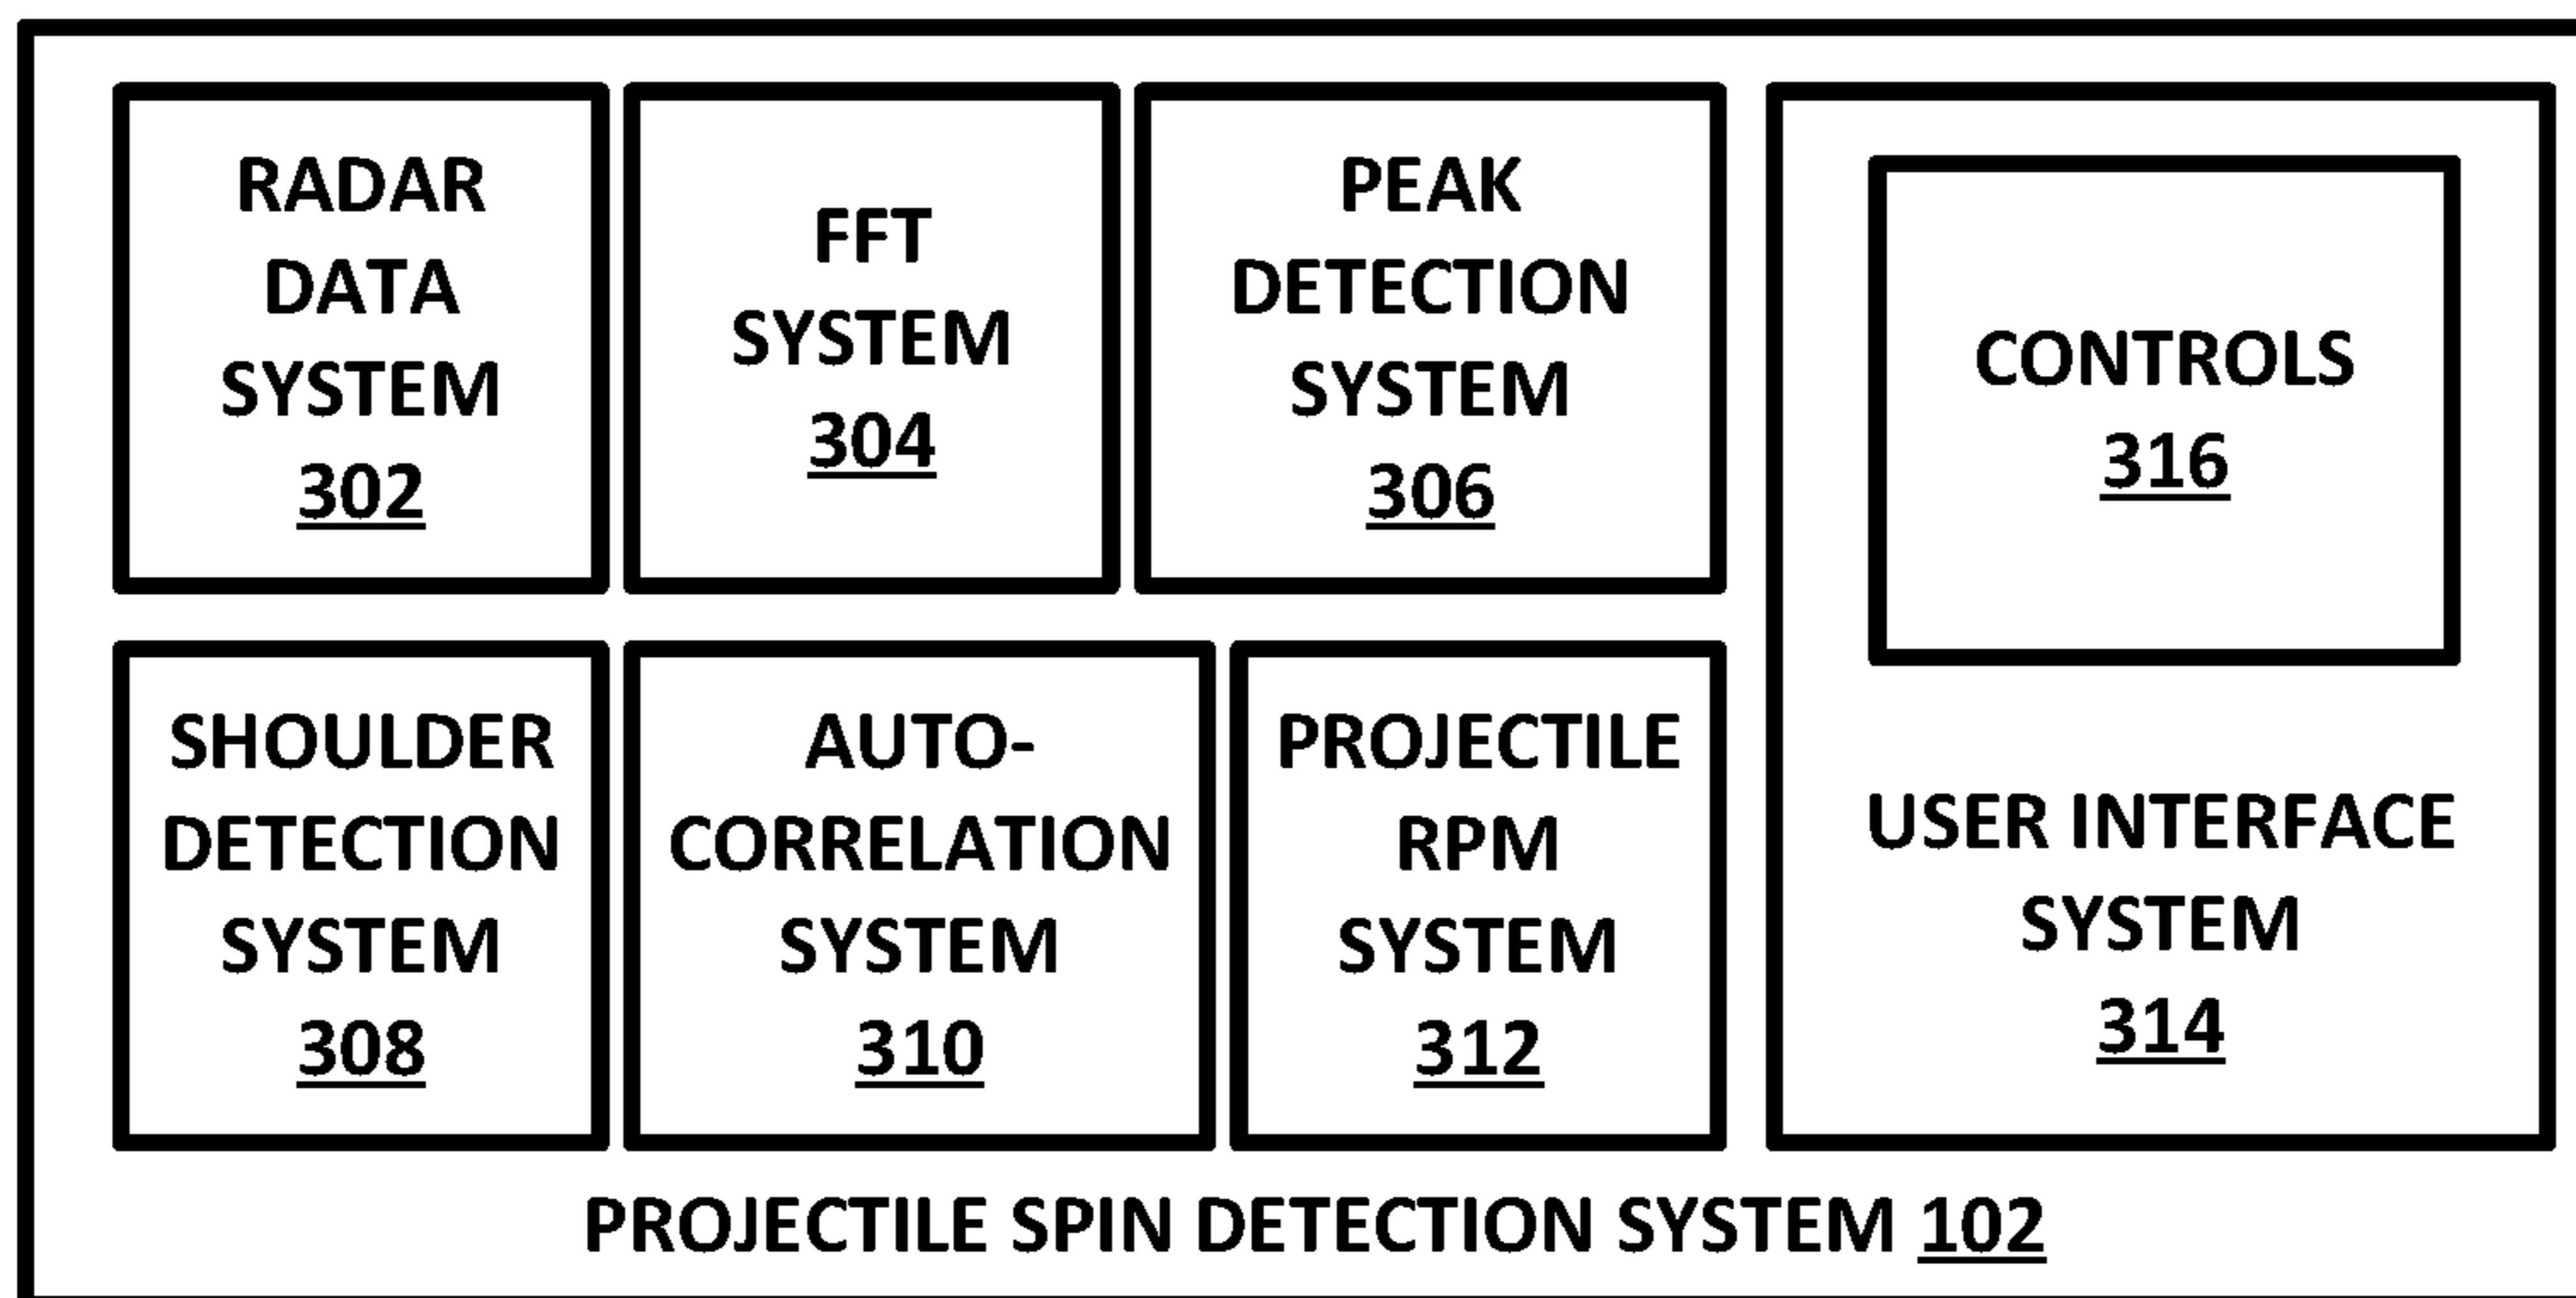 RADAR
DATA
SYSTEM
302
FFT
SYSTEM
304
PEAK
DETECTION
SYSTEM
306
CONTROLS
316
SHOULDER
DETECTION
SYSTEM
308
AUTO-
CORRELATION
SYSTEM
310
PROJECTILE
RPM
SYSTEM
312
USER INTERFACE
SYSTEM
314
PROJECTILE SPIN DETECTION SYSTEM 102